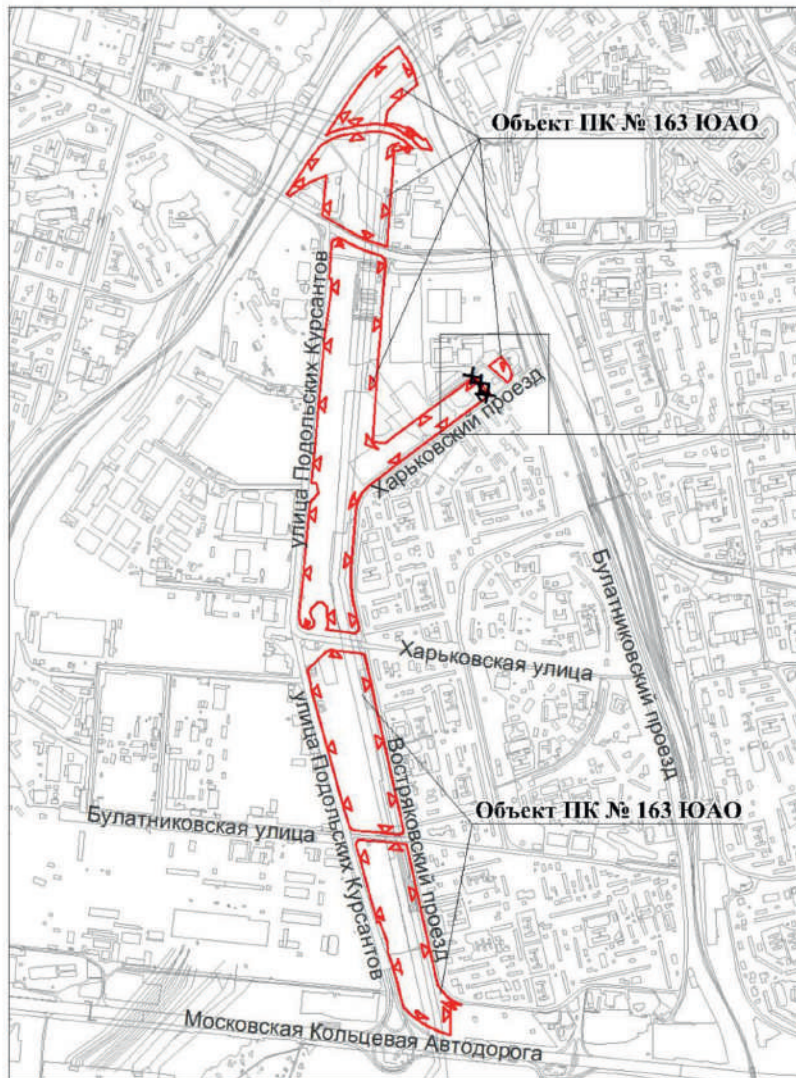 Объект ПК № 163 ЮАО
улица Подольских Курсантов
Харьковский проезд
Булатниковский проезд
Харьковская улица
улица Подольских Курсантов
Востряковский проезд
Объект ПК № 163 ЮАО
Булатниковская улица
Московская Кольцевая Автодорога